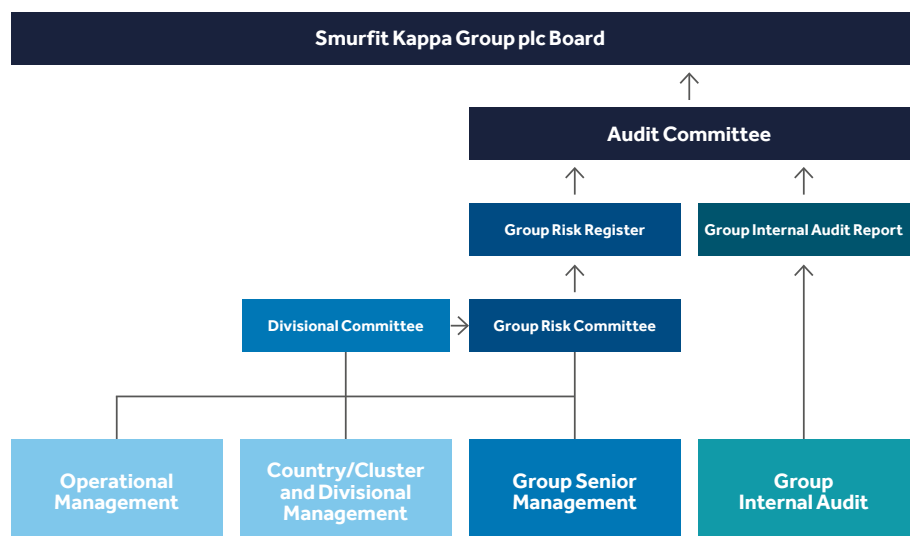 Smurfit Kappa Group plc Board
Audit Committee
Group Risk Register
Group Internal Audit Report
Divisional Committee
Group Risk Committee
Operational
Management
Country/Cluster
and Divisional
Management
Group Senior
Management
Group
Internal Audit